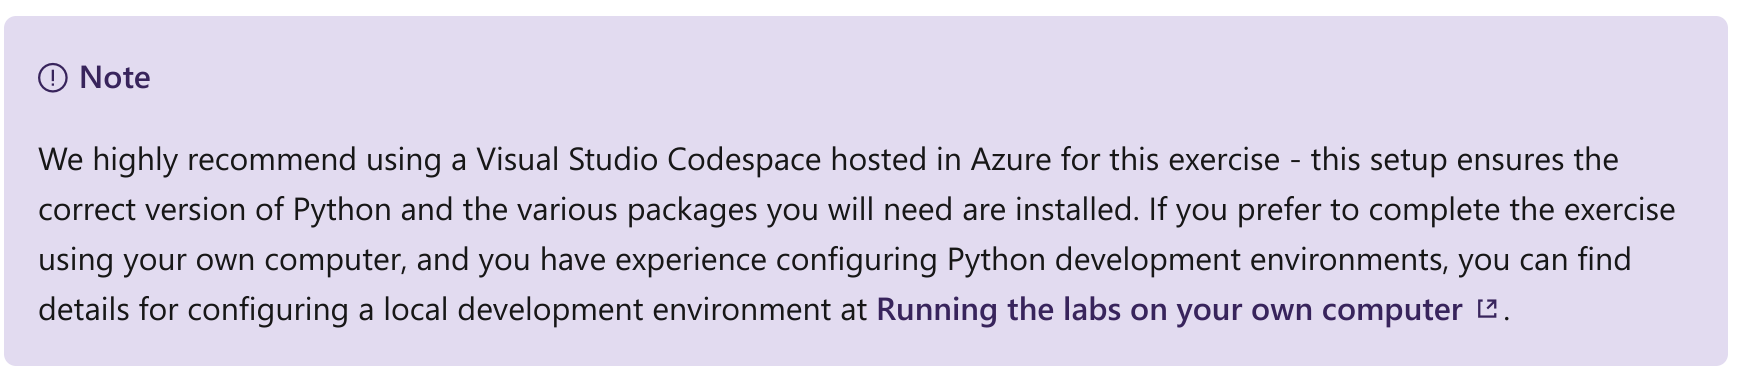 Note
We highly recommend using a Visual Studio Codespace hosted in Azure for this exercise - this setup ensures the
correct version of Python and the various packages you will need are installed. If you prefer to complete the exercise
using your own computer, and you have experience configuring Python development environments, you can find
details for configuring a local development environment at Running the labs on your own computer.